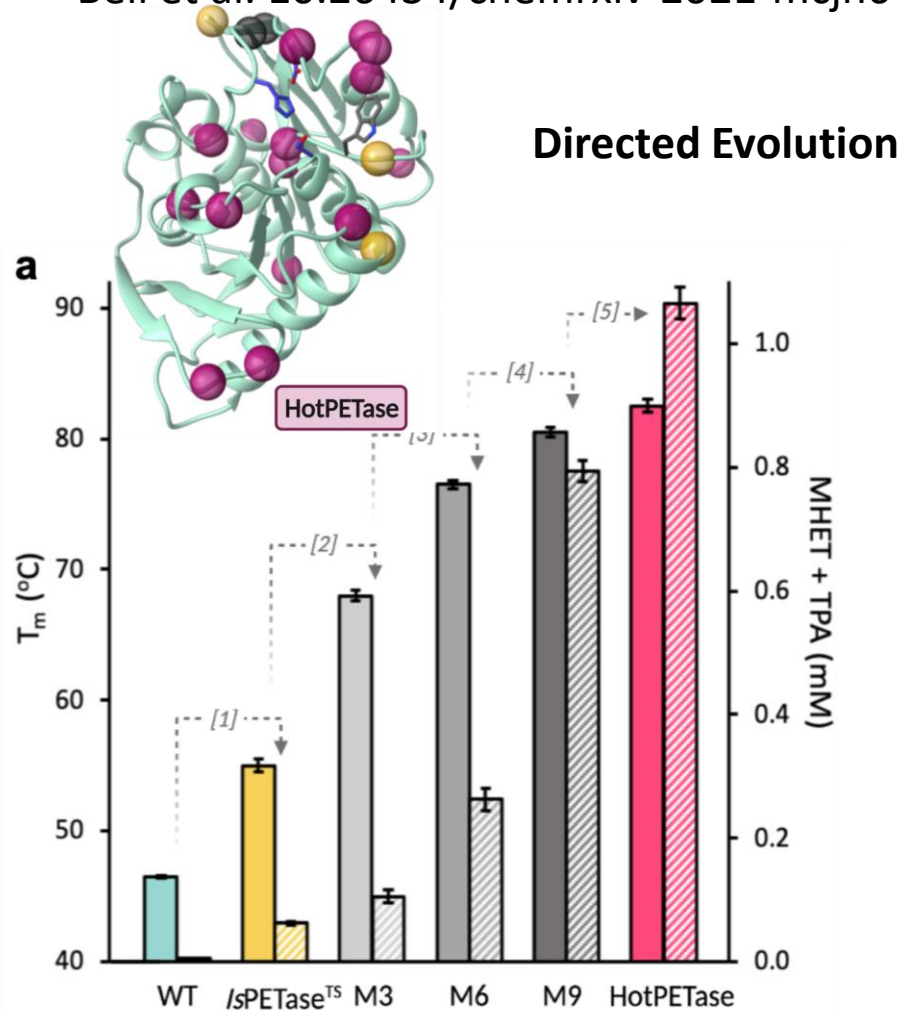 Directed Evolution
a
HotPETase
[1]
[2]
[3]
[4]
[5]
90
80
70
60
50
40
Tm (°C)
1.0
0.8
0.6
0.4
0.2
0.0
MHET + TPA (mM)
WT
IsPETaseᵀˢ
M3
M6
M9
HotPETase